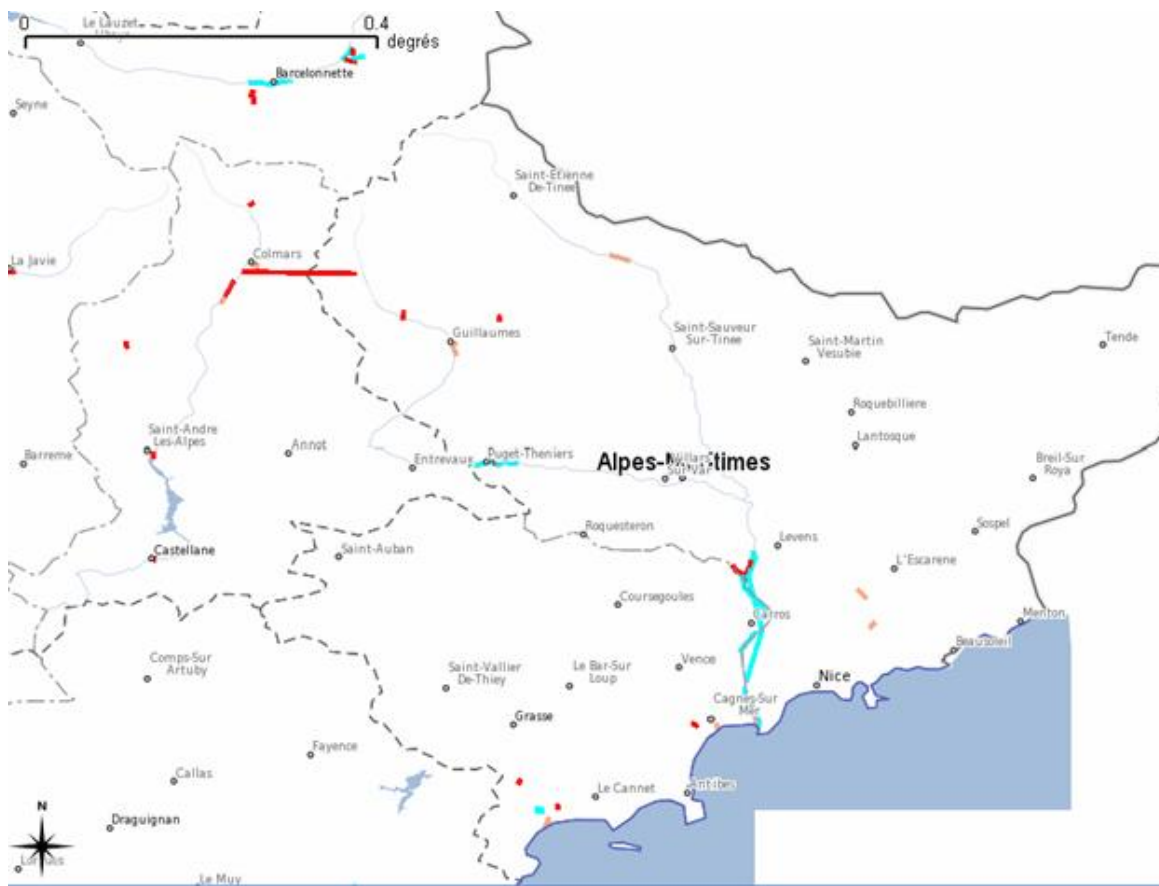 Le Lauzet
0
0.4
degrés
Barcelonnette
Seyne
Saint-Etienne
De-Tinee
La Javie
Colmars
Guillaumes
Saint-Sauveur
Sur-Tinee
Saint-Martin
Vesubie
Tende
Roquebilliere
Saint-Andre
Les-Alpes
Annot
Lantosque
Barreme
Entrevaux
Puget-Theniers
Alpes-Maritimes
Villars
Sur-Var
Breil-Sur
Roya
Roquesteron
Sospel
Castellane
Saint-Auban
Levens
L'Escarene
Coursegoules
Carros
Menton
Beausoleil
Comps-Sur
Artuby
Saint-Vallier
De-Thiey
Le Bar-Sur
Loup
Vence
Nice
Grasse
Cagnes-Sur
Mer
Fayence
Callas
Le Cannet
Antibes
N
Draguignan
Le Muy